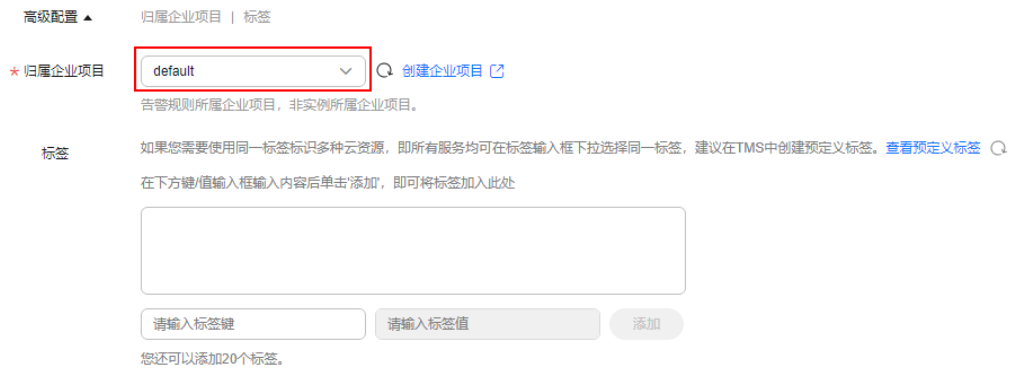 高级配置 ▲ 归属企业项目 | 标签
* 归属企业项目 default 创建企业项目
告警规则所属企业项目，非实例所属企业项目。
标签 如果您需要使用同一标签标识多种云资源，即所有服务均可在标签输入框下拉选择同一标签，建议在TMS中创建预定义标签。查看预定义标签
在下方键/值输入框输入内容后单击'添加'，即可将标签加入此处
请输入标签键 请输入标签值 添加
您还可以添加20个标签。